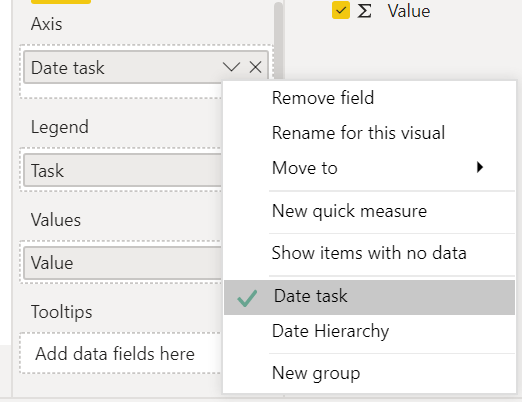 Axis
Date task
Legend
Task
Values
Value
Tooltips
Add data fields here
Σ Value
Remove field
Rename for this visual
Move to
New quick measure
Show items with no data
Date task
Date Hierarchy
New group